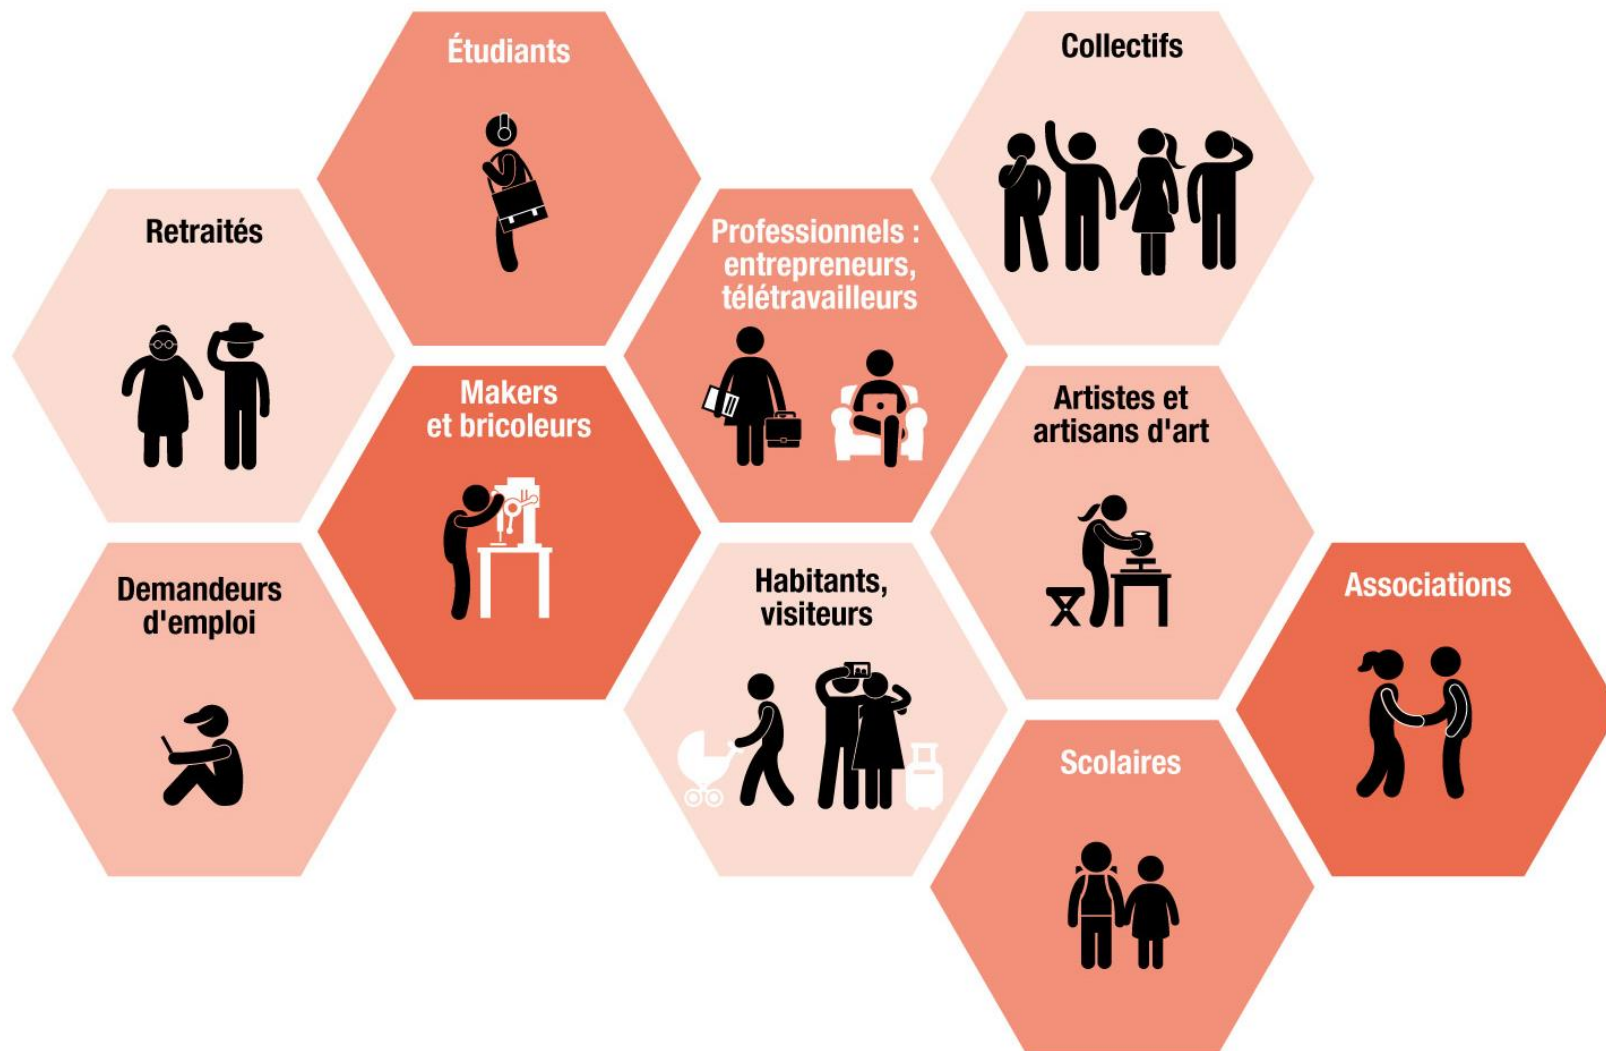 Étudiants
Collectifs
Retraités
Professionnels :
entrepreneurs,
télétravailleurs
Makers
et bricoleurs
Artistes et
artisans d'art
Demandeurs
d'emploi
Habitants,
visiteurs
Associations
Scolaires